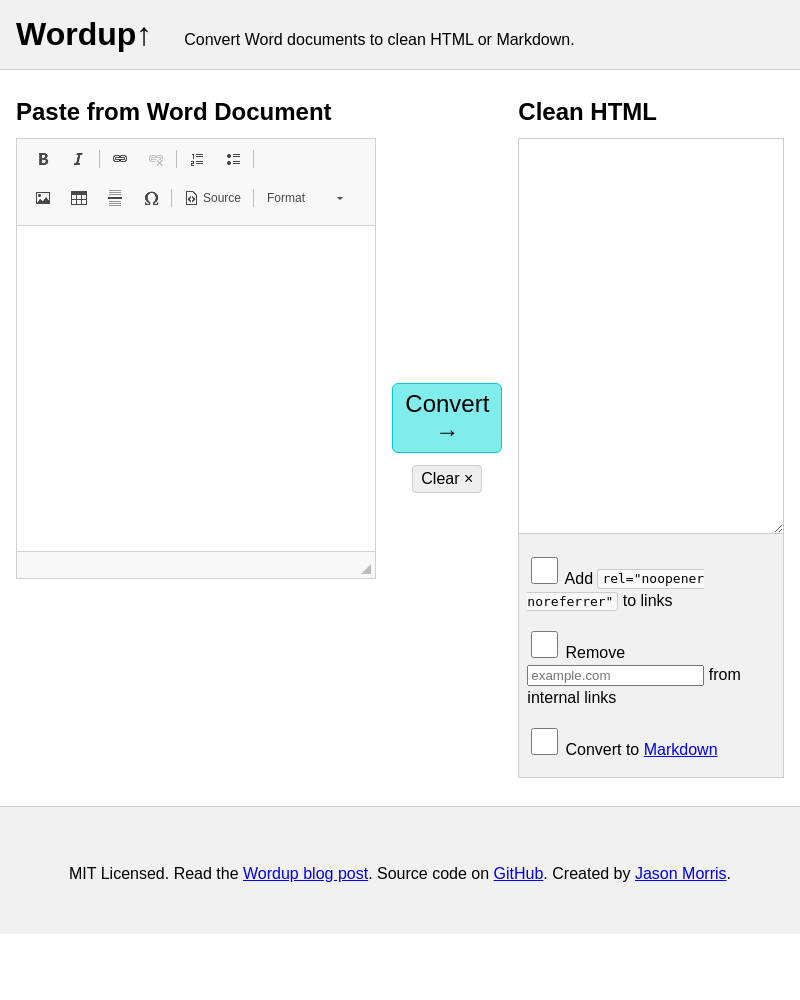 Wordup↑
Convert Word documents to clean HTML or Markdown.
Paste from Word Document
Source
Format
Convert
→
Clear ×
Clean HTML
Add rel="noopener
noreferrer" to links
Remove
example.com from
internal links
Convert to Markdown
MIT Licensed. Read the Wordup blog post. Source code on GitHub. Created by Jason Morris.